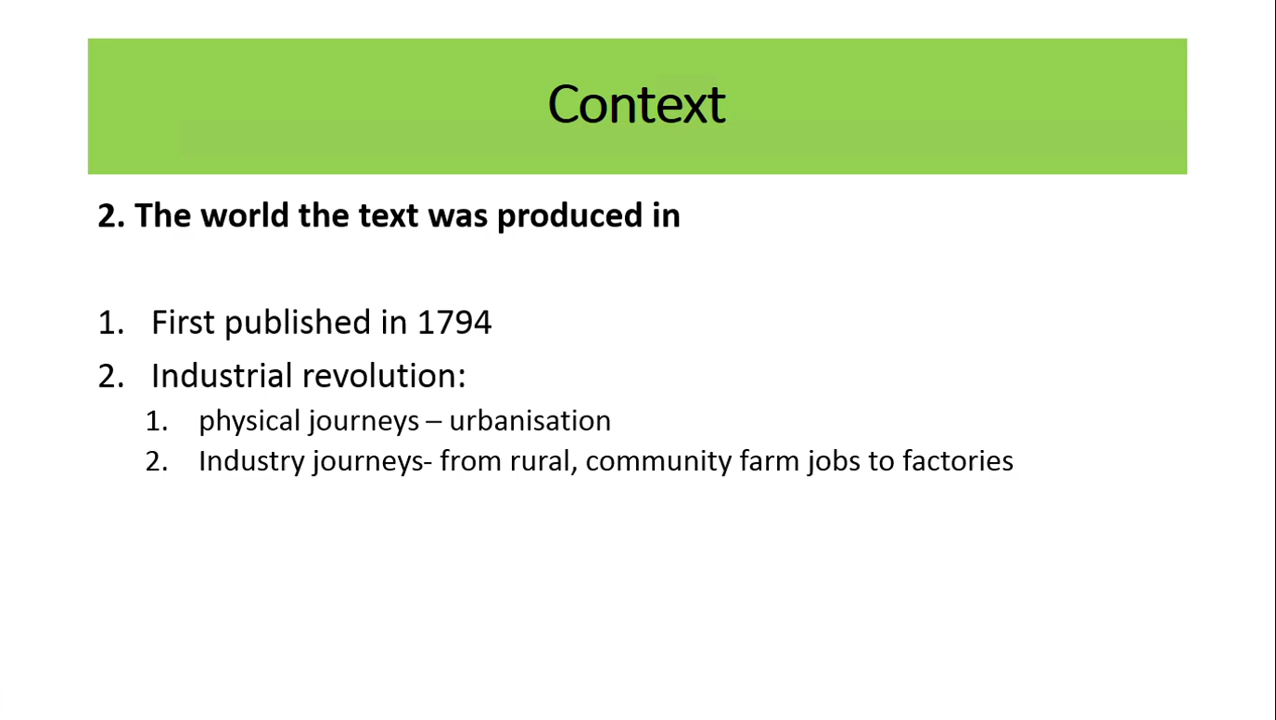 Context
2. The world the text was produced in
1. First published in 1794
2. Industrial revolution:
1. physical journeys – urbanisation
2. Industry journeys- from rural, community farm jobs to factories